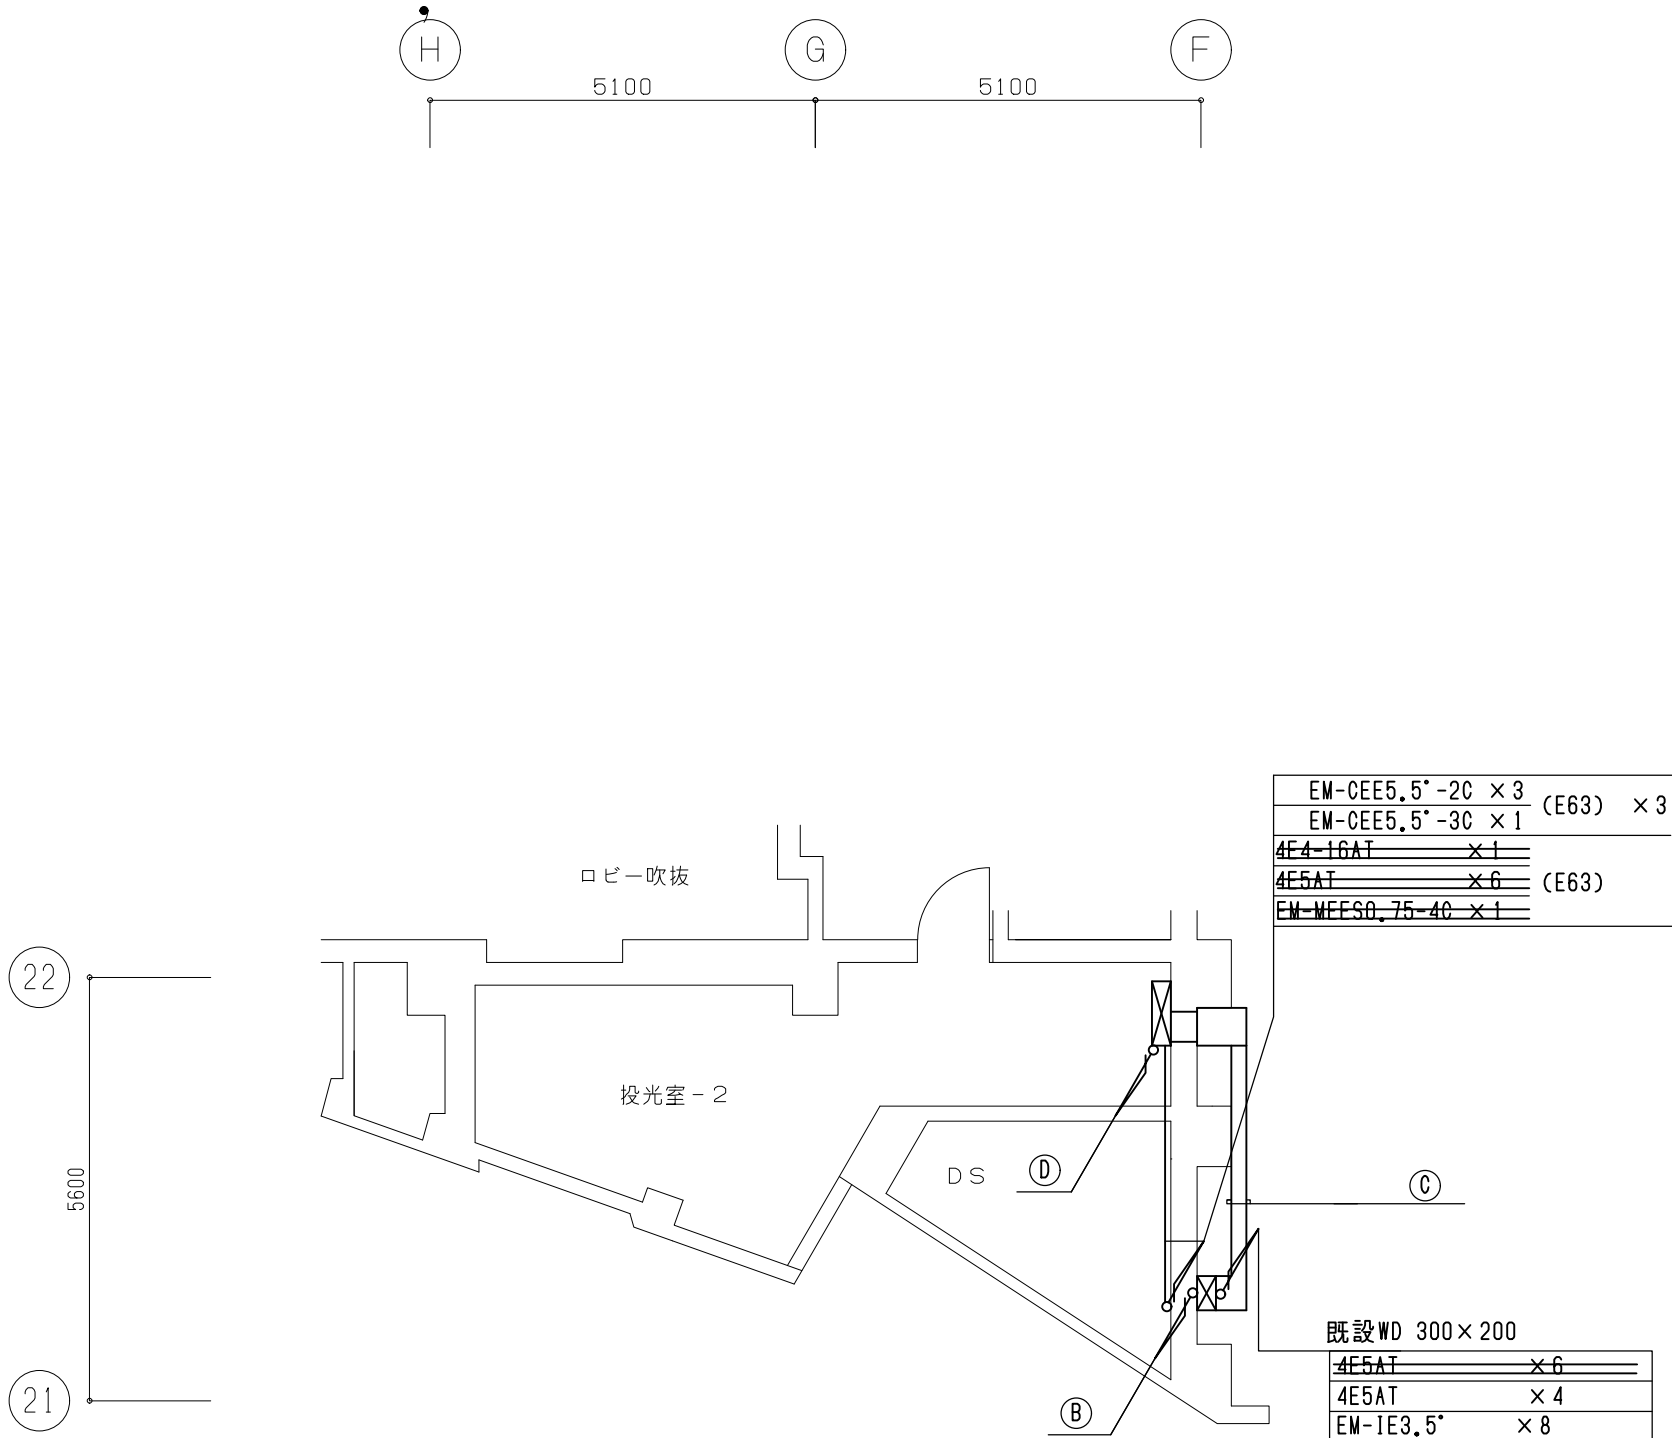 H
G
F
5100
5100
EM-CEE5.5°-2C ×3
EM-CEE5.5°-3C ×1
(E63) ×3
4E4-16AT ×1
4E5AT ×6
(E63)
EM-MEES0.75-4C ×1
ロビー吹抜
22
投光室-2
DS
D
C
5600
既設WD 300×200
4E5AT ×6
4E5AT ×4
EM-IE3.5° ×8
21
B